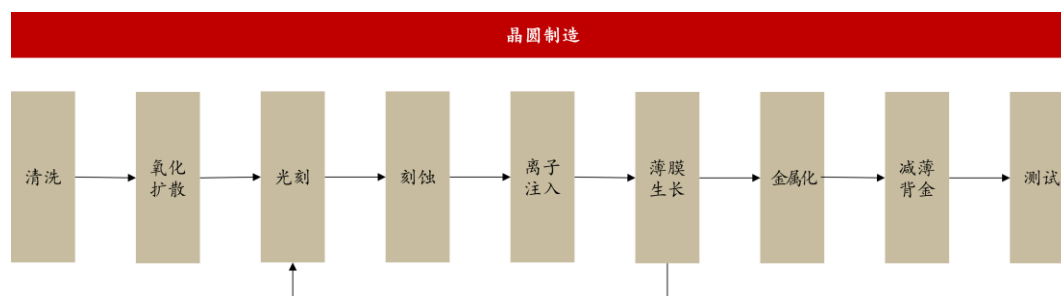 晶圆制造
清洗
氧化
扩散
光刻
刻蚀
离子
注入
薄膜
生长
金属化
减薄
背金
测试